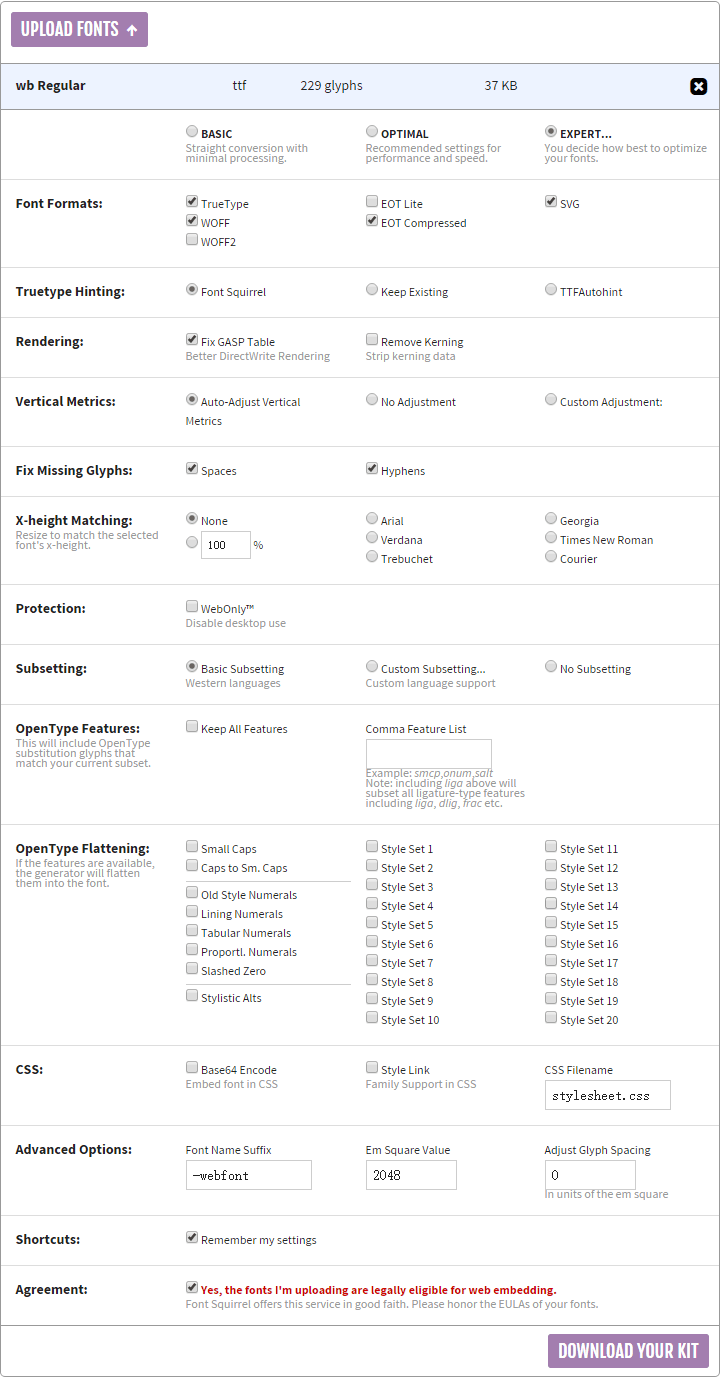 UPLOAD FONTS ↑
wb Regular ttf 229 glyphs 37 KB
BASIC OPTIMAL EXPERT...
Straight conversion with Recommended settings for You decide how best to optimize
minimal processing. performance and speed. your fonts.
Font Formats: TrueType EOT Lite SVG
WOFF EOT Compressed
WOFF2
Truetype Hinting: Font Squirrel Keep Existing TTFAutohint
Rendering: Fix GASP Table Remove Kerning
Better DirectWrite Rendering Strip kerning data
Vertical Metrics: Auto-Adjust Vertical No Adjustment Custom Adjustment:
Metrics
Fix Missing Glyphs: Spaces Hyphens
X-height Matching: None Arial Georgia
Resize to match the selected
font's x-height. 100 % Verdana Times New Roman
Trebuchet Courier
Protection: WebOnly™
Disable desktop use
Subsetting: Basic Subsetting Custom Subsetting... No Subsetting
Western languages Custom language support
OpenType Features: Keep All Features Comma Feature List
This will include OpenType
substitution glyphs that
match your current subset.
Example: smcp,onum,salt
Note: including liga above will
subset all ligature-type features
including liga, dlig, frac etc.
OpenType Flattening: Small Caps Style Set 1 Style Set 11
If the features are available,
the generator will flatten Caps to Sm. Caps Style Set 2 Style Set 12
them into the font.
Old Style Numerals Style Set 3 Style Set 13
Lining Numerals Style Set 4 Style Set 14
Tabular Numerals Style Set 5 Style Set 15
Proportl. Numerals Style Set 6 Style Set 16
Slashed Zero Style Set 7 Style Set 17
Style Set 8 Style Set 18
Stylistic Alts Style Set 9 Style Set 19
Style Set 10 Style Set 20
CSS: Base64 Encode Style Link CSS Filename
Embed font in CSS Family Support in CSS
stylesheet.css
Advanced Options: Font Name Suffix Em Square Value Adjust Glyph Spacing
-webfont 2048 0
In units of the em square
Shortcuts: Remember my settings
Agreement: Yes, the fonts I'm uploading are legally eligible for web embedding.
Font Squirrel offers this service in good faith. Please honor the EULAs of your fonts.
DOWNLOAD YOUR KIT